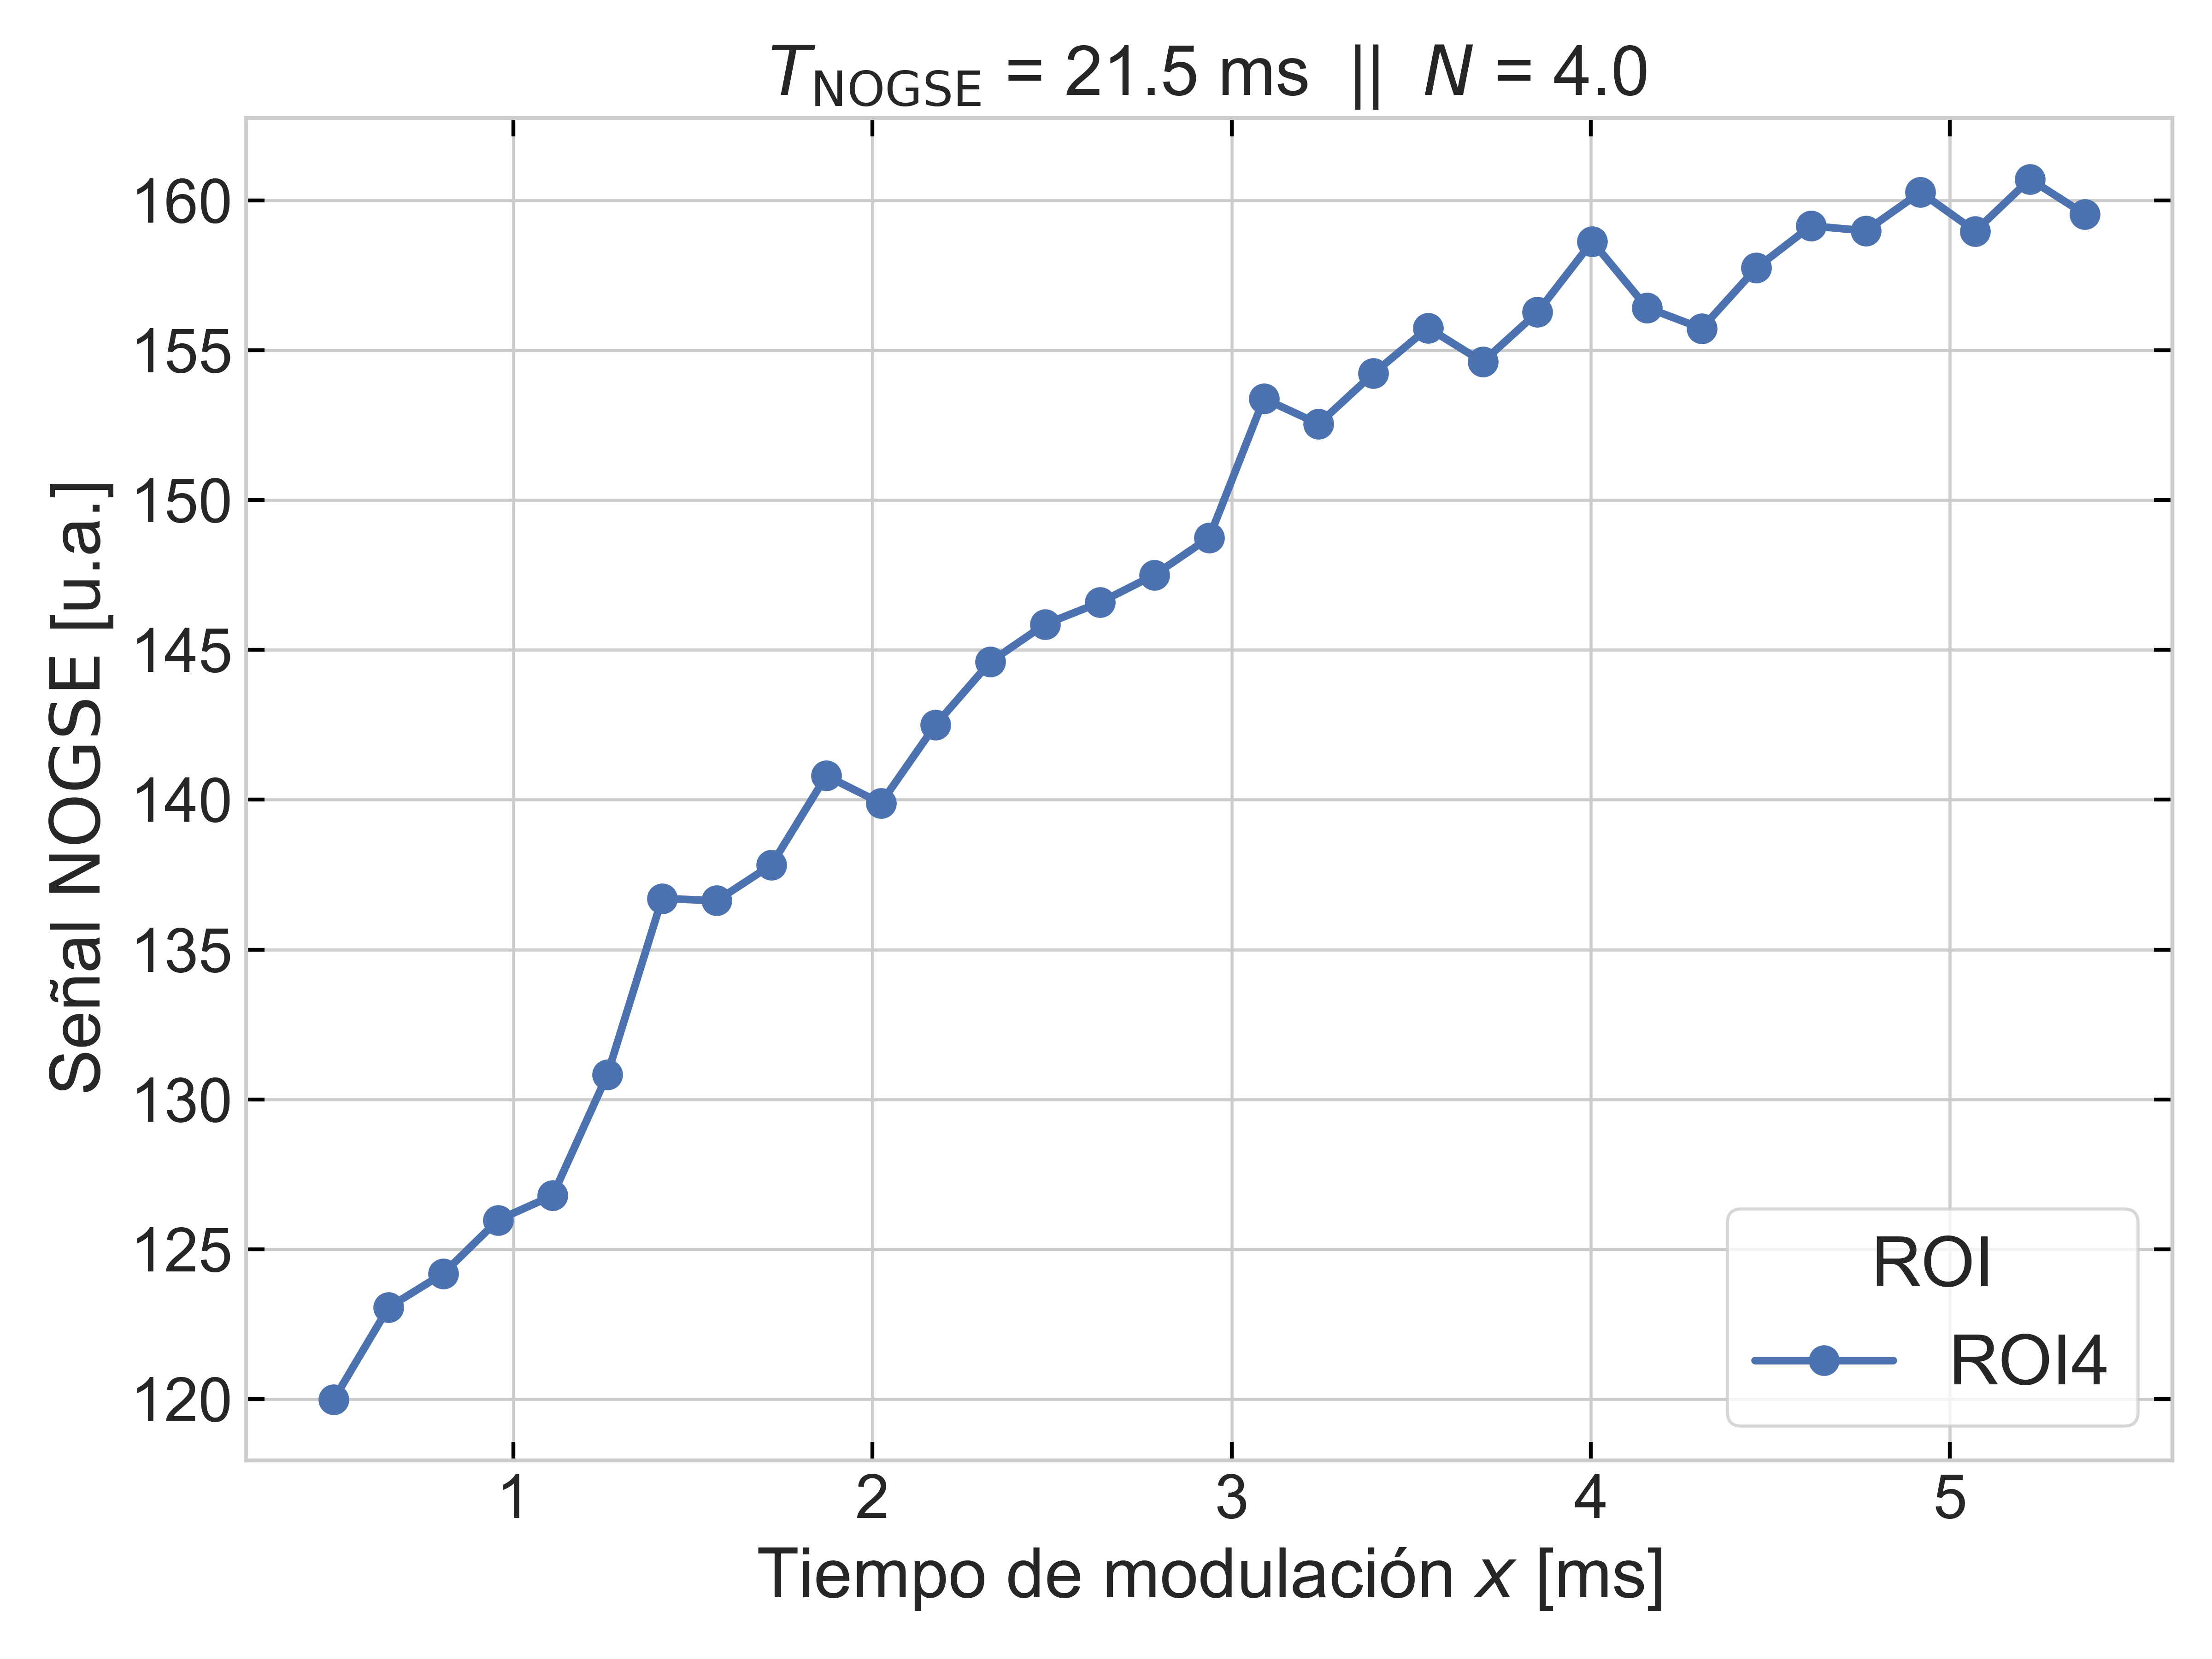 T_NOGSE = 21.5 ms || N = 4.0
Señal NOGSE [u.a.]
160
155
150
145
140
135
130
125
120
ROI
ROI4
1 2 3 4 5
Tiempo de modulación x [ms]